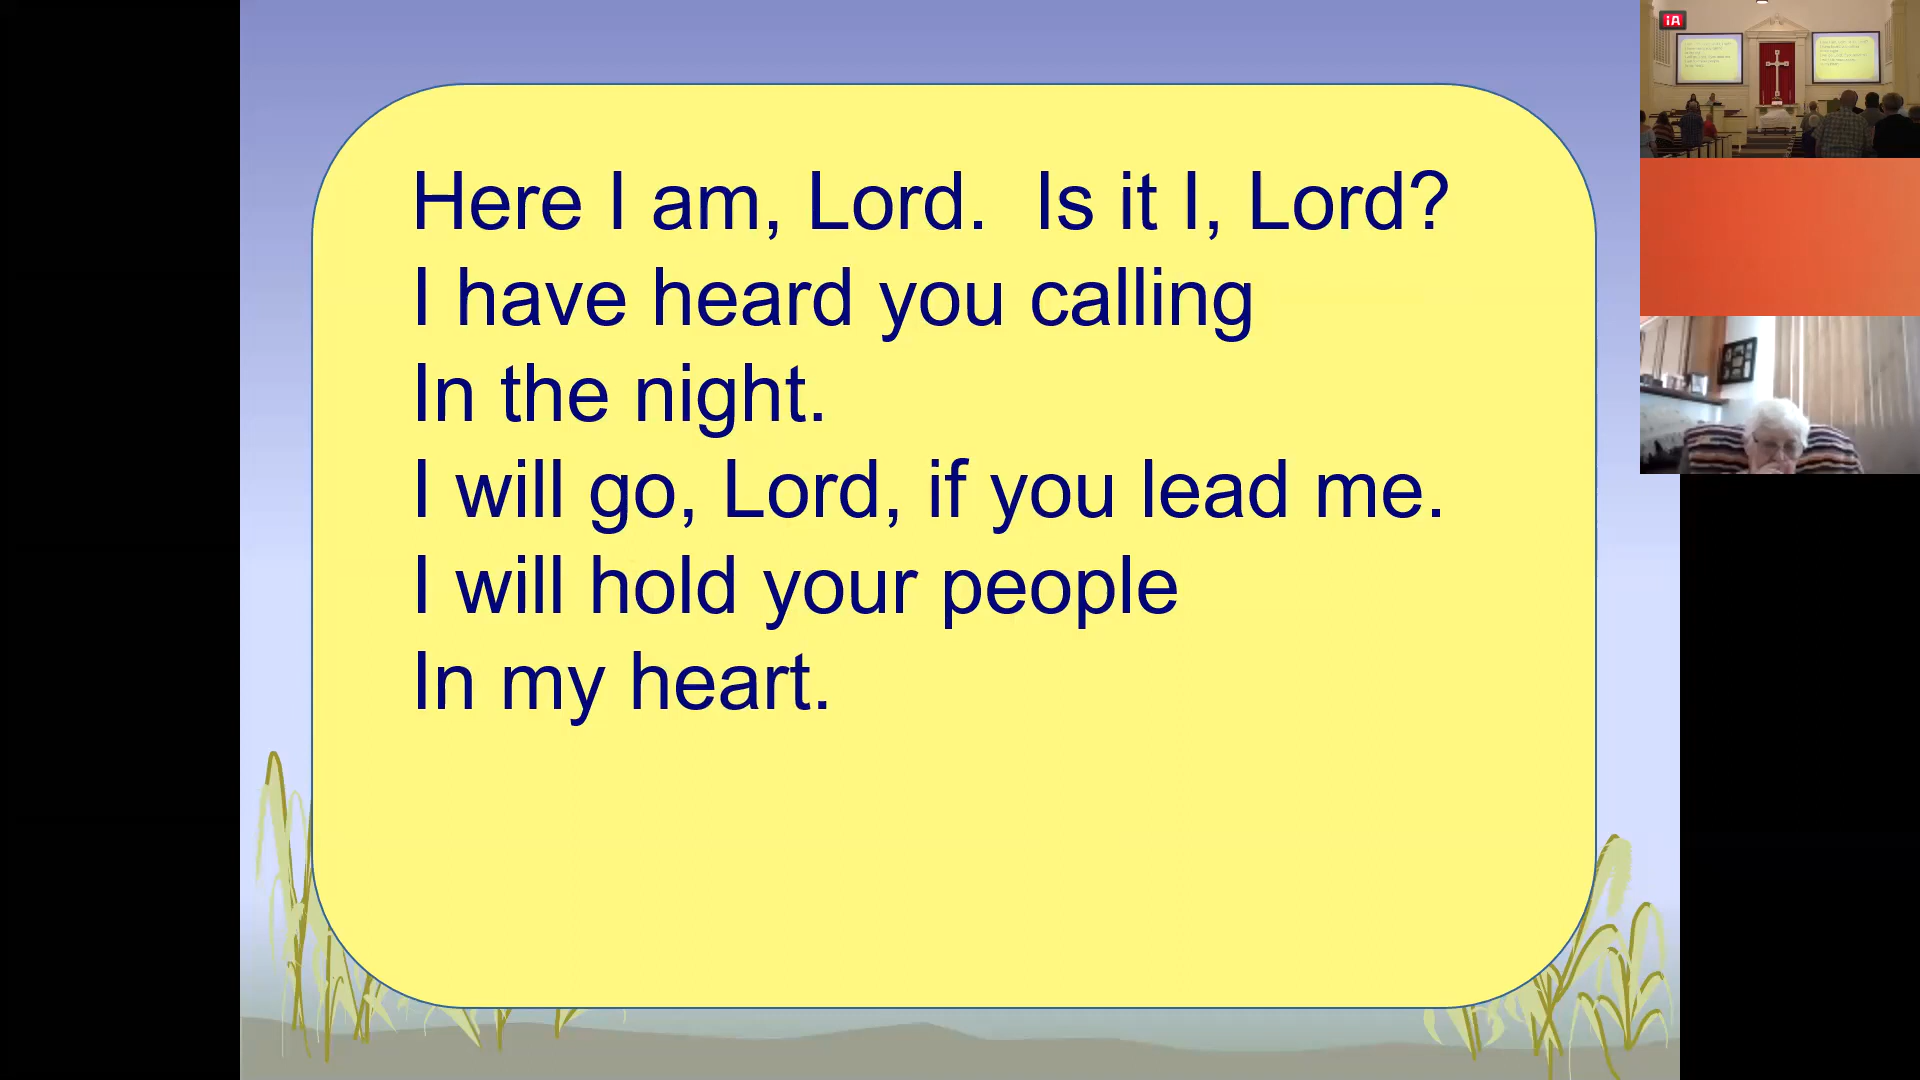 Here I am, Lord.  Is it I, Lord?
I have heard you calling
In the night.
I will go, Lord, if you lead me.
I will hold your people
In my heart.
iA